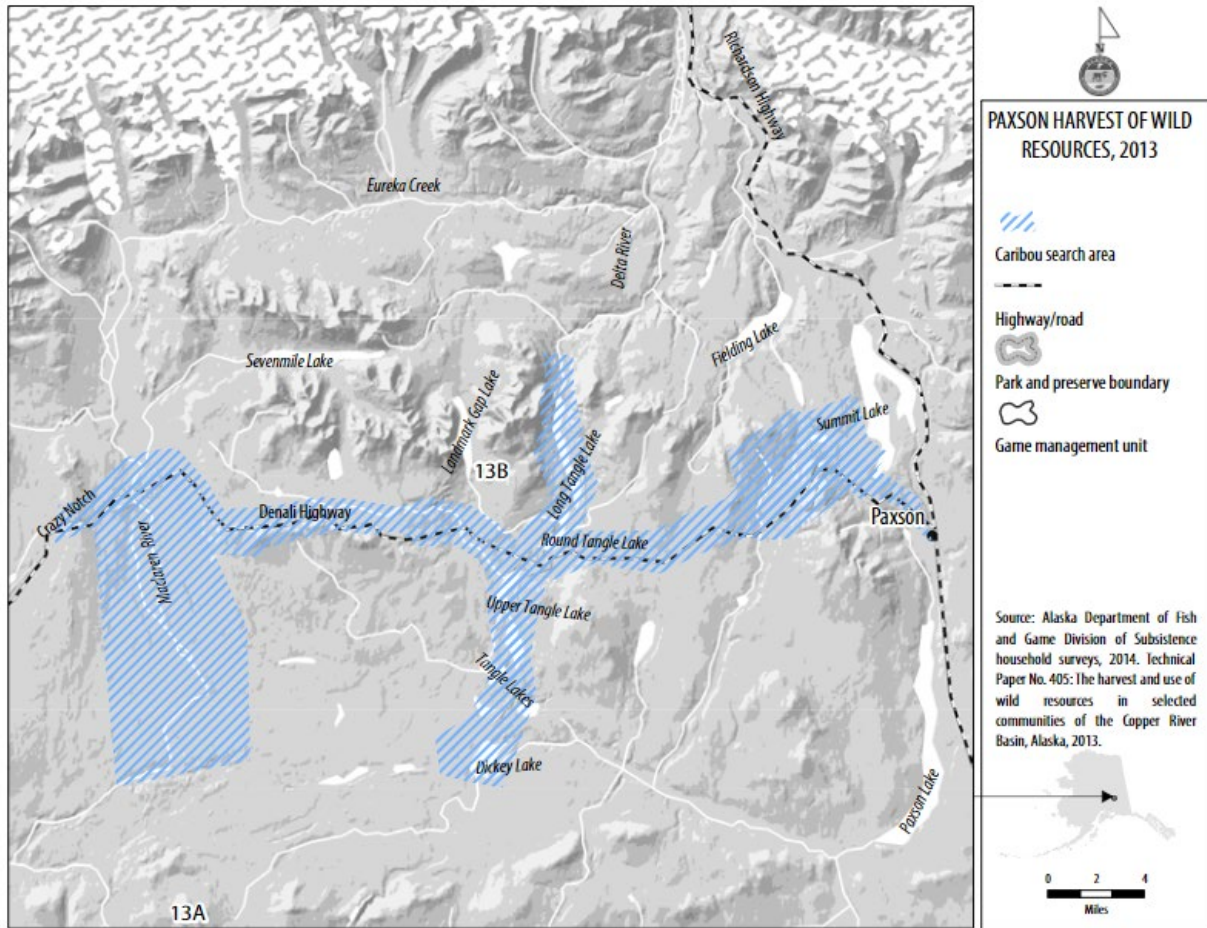 Richardson Highway
Eureka Creek
Delta River
Fielding Lake
Sevenmile Lake
Landmark Gap Lake
Summit Lake
13B
Long Tangle Lake
Crazy Notch
Denali Highway
Paxson
Round Tangle Lake
Maclaren River
Upper Tangle Lake
Tangle Lakes
Dickey Lake
Paxson Lake
13A
N
PAXSON HARVEST OF WILD
RESOURCES, 2013
Caribou search area
Highway/road
Park and preserve boundary
Game management unit
Source: Alaska Department of Fish
and Game Division of Subsistence
household surveys, 2014. Technical
Paper No. 405: The harvest and use of
wild resources in selected
communities of the Copper River
Basin, Alaska, 2013.
0 2 4
Miles